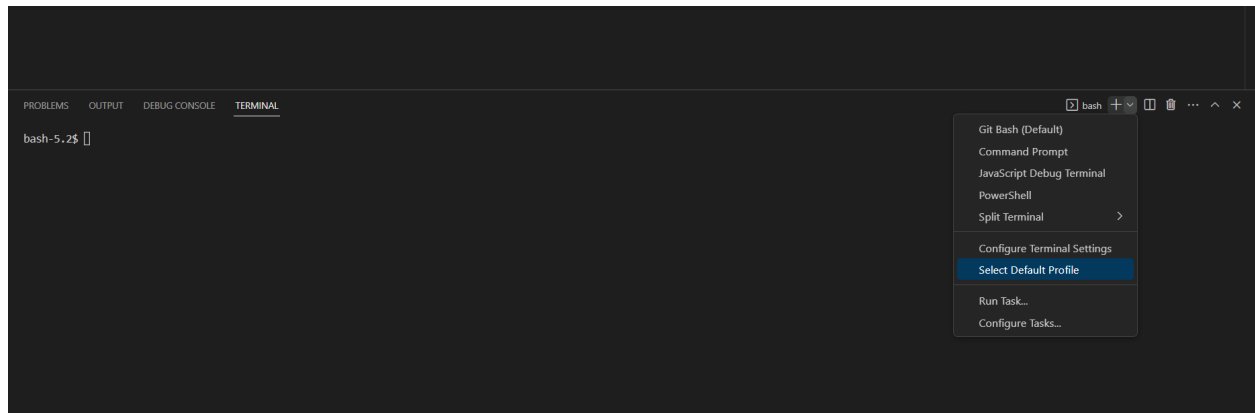 PROBLEMS OUTPUT DEBUG CONSOLE TERMINAL
bash
bash-5.2$
Git Bash (Default)
Command Prompt
JavaScript Debug Terminal
PowerShell
Split Terminal
Configure Terminal Settings
Select Default Profile
Run Task...
Configure Tasks...